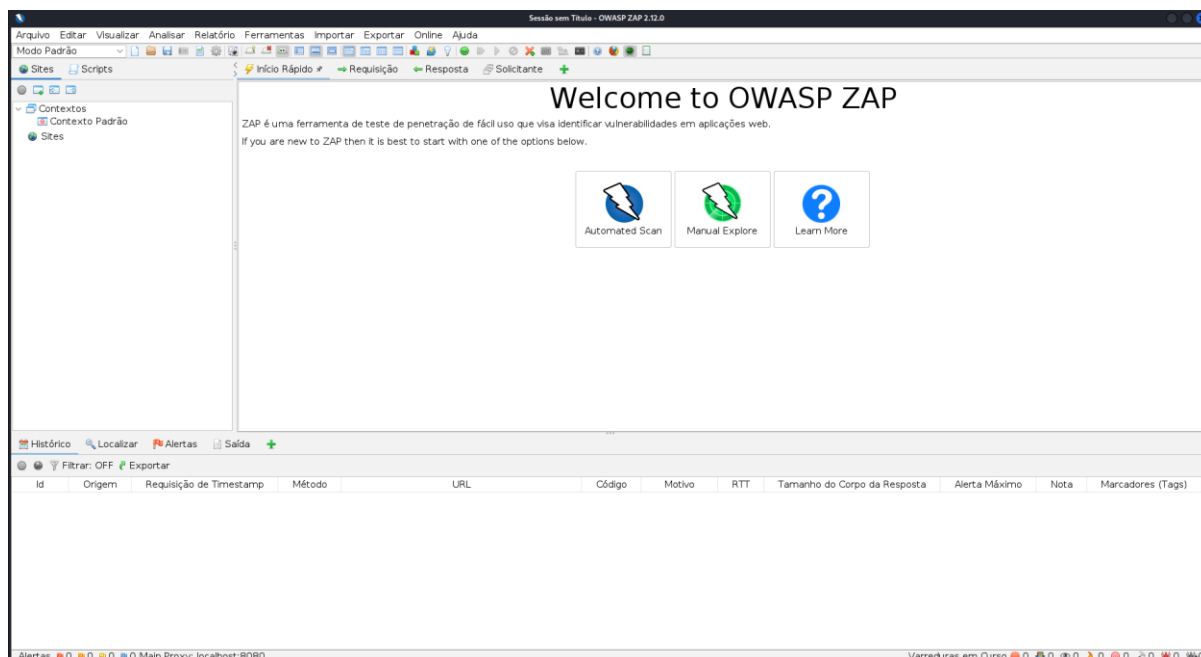 Sessão sem Título - OWASP ZAP 2.12.0
Arquivo Editar Visualizar Analisar Relatório Ferramentas Importar Exportar Online Ajuda
Modo Padrão
Sites Scripts
Início Rápido Requisição Resposta Solicitante
Contextos
Contexto Padrão
Sites
Welcome to OWASP ZAP
ZAP é uma ferramenta de teste de penetração de fácil uso que visa identificar vulnerabilidades em aplicações web.
If you are new to ZAP then it is best to start with one of the options below.
Automated Scan Manual Explore Learn More
Histórico Localizar Alertas Saída
Filtrar: OFF Exportar
Id Origem Requisição de Timestamp Método URL Código Motivo RTT Tamanho do Corpo da Resposta Alerta Máximo Nota Marcadores (Tags)
Alertas 0 0 0 0 Main Proxy: localhost:8080 Varreduras em Curso 0 0 0 0 0 0 0